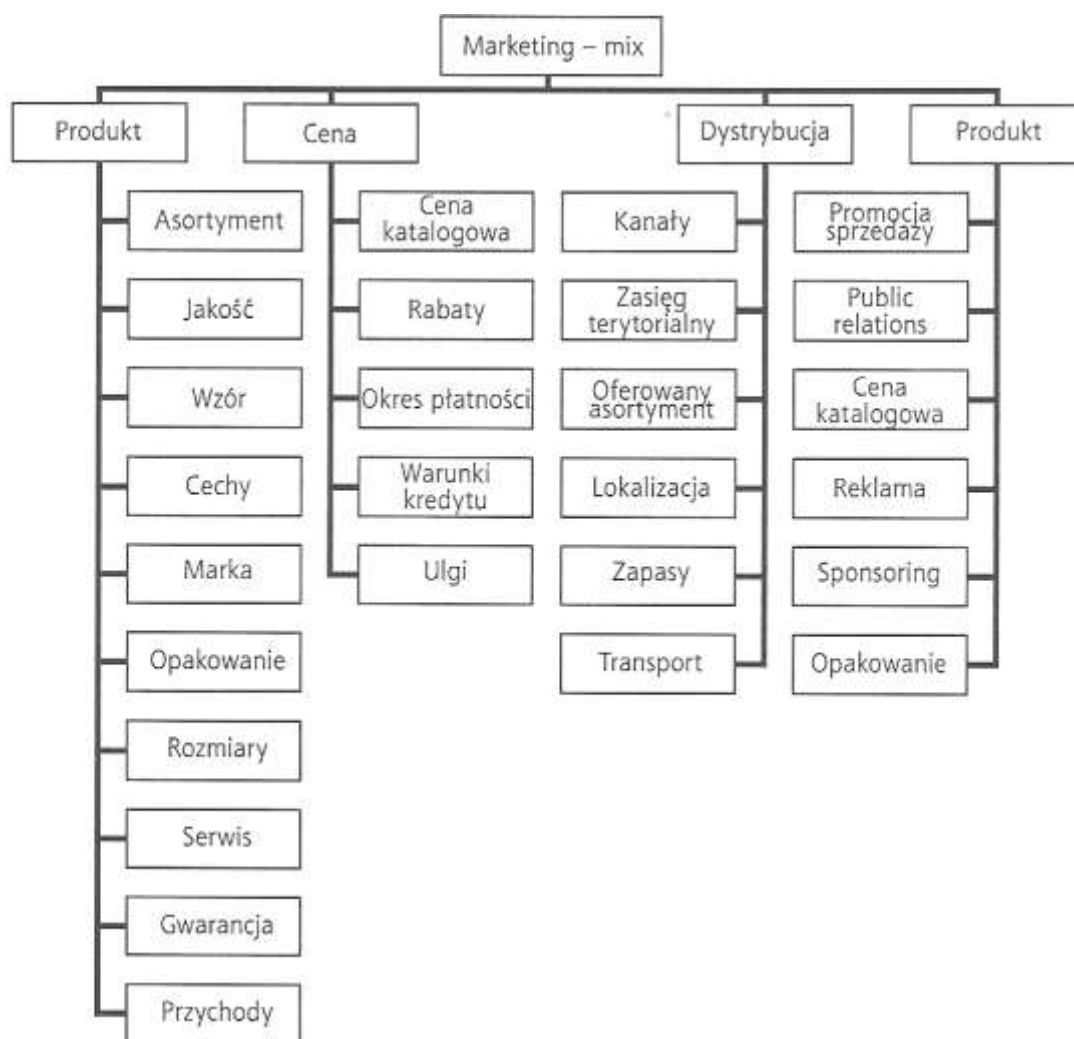 Marketing – mix
Produkt
Cena
Dystrybucja
Produkt
Asortyment
Jakość
Wzór
Cechy
Marka
Opakowanie
Rozmiary
Serwis
Gwarancja
Przychody
Cena
katalogowa
Rabaty
Okres płatności
Warunki
kredytu
Ulgi
Kanały
Zasięg
terytorialny
Oferowany
asortyment
Lokalizacja
Zapasy
Transport
Promocja
sprzedaży
Public
relations
Cena
katalogowa
Reklama
Sponsoring
Opakowanie